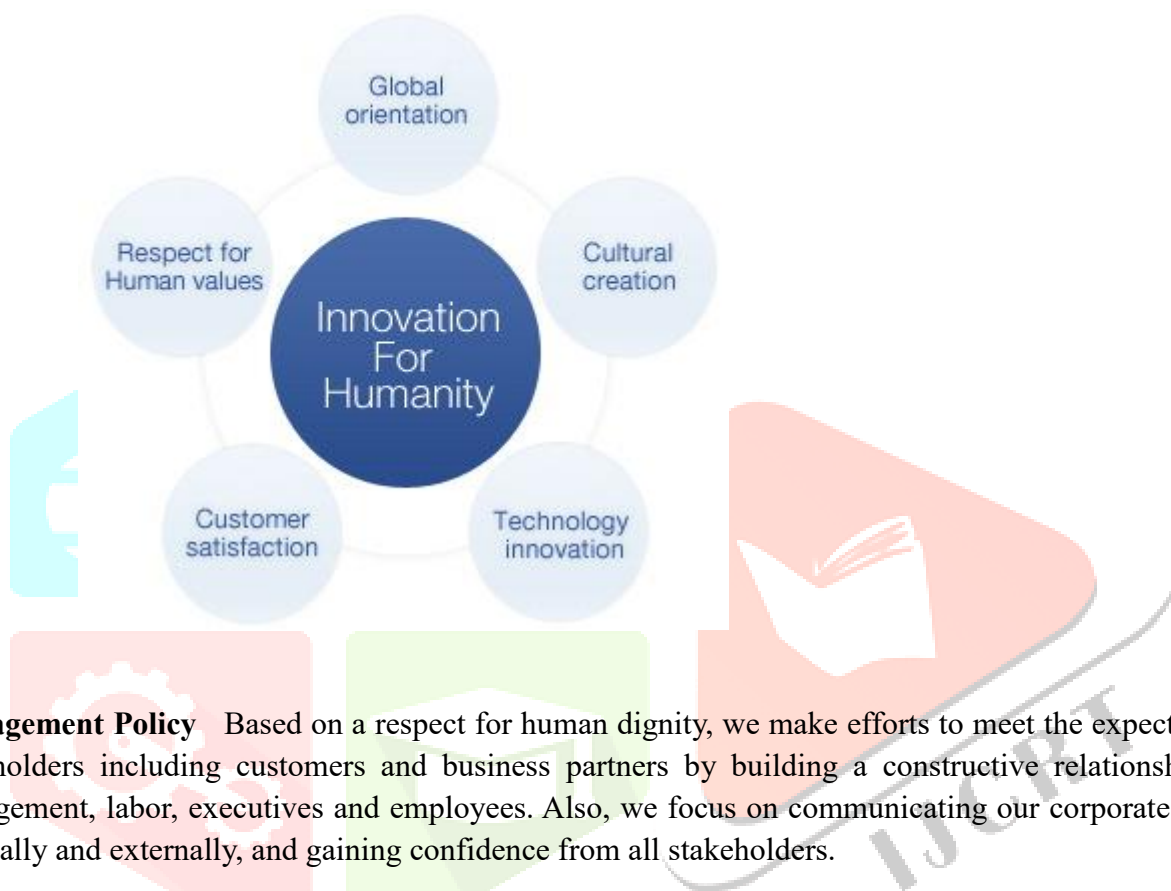 Global
orientation
Respect for
Human values
Cultural
creation
Innovation
For
Humanity
Customer
satisfaction
Technology
innovation
agement Policy Based on a respect for human dignity, we make efforts to meet the expect
holders including customers and business partners by building a constructive relationsh
gement, labor, executives and employees. Also, we focus on communicating our corporate
ally and externally, and gaining confidence from all stakeholders.
IJCRT